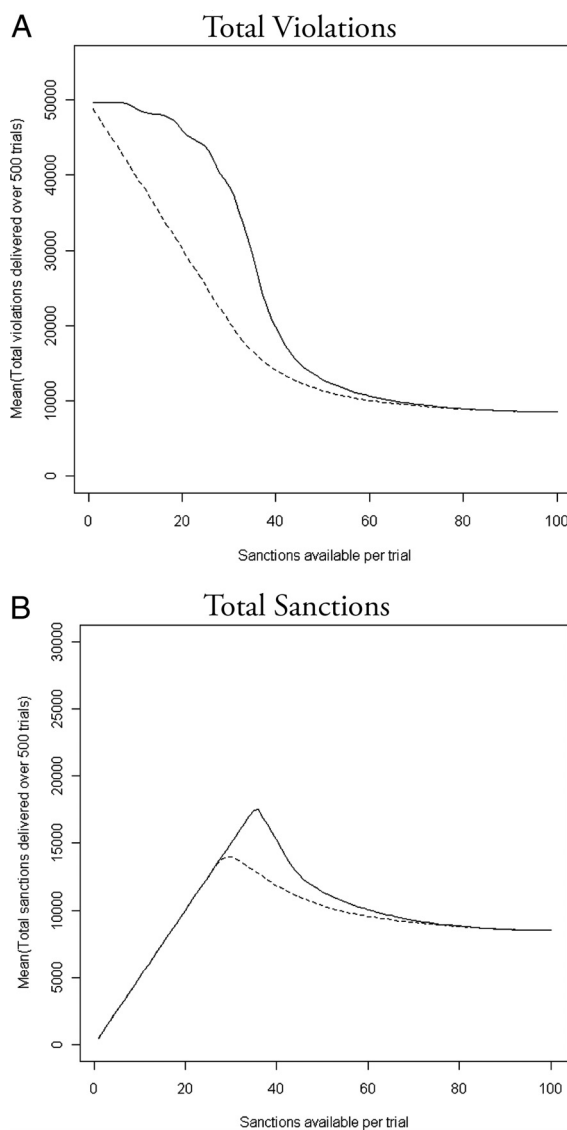 A
Total Violations
Mean(Total violations delivered over 500 trials)
50000
40000
30000
20000
10000
0
0 20 40 60 80 100
Sanctions available per trial
B
Total Sanctions
Mean(Total sanctions delivered over 500 trials)
30000
25000
20000
15000
10000
5000
0
0 20 40 60 80 100
Sanctions available per trial